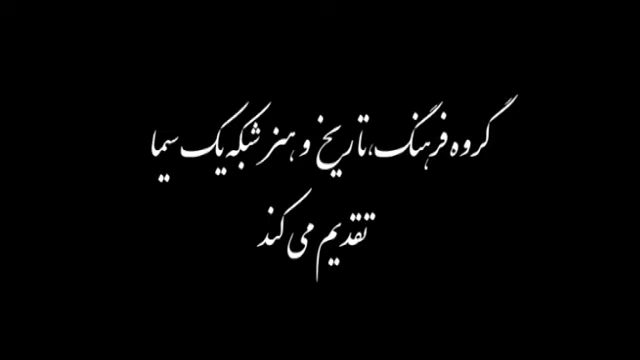 گروه فرهنگ، تاریخ و هنر شبکه یک سیما
تقدیم می کند